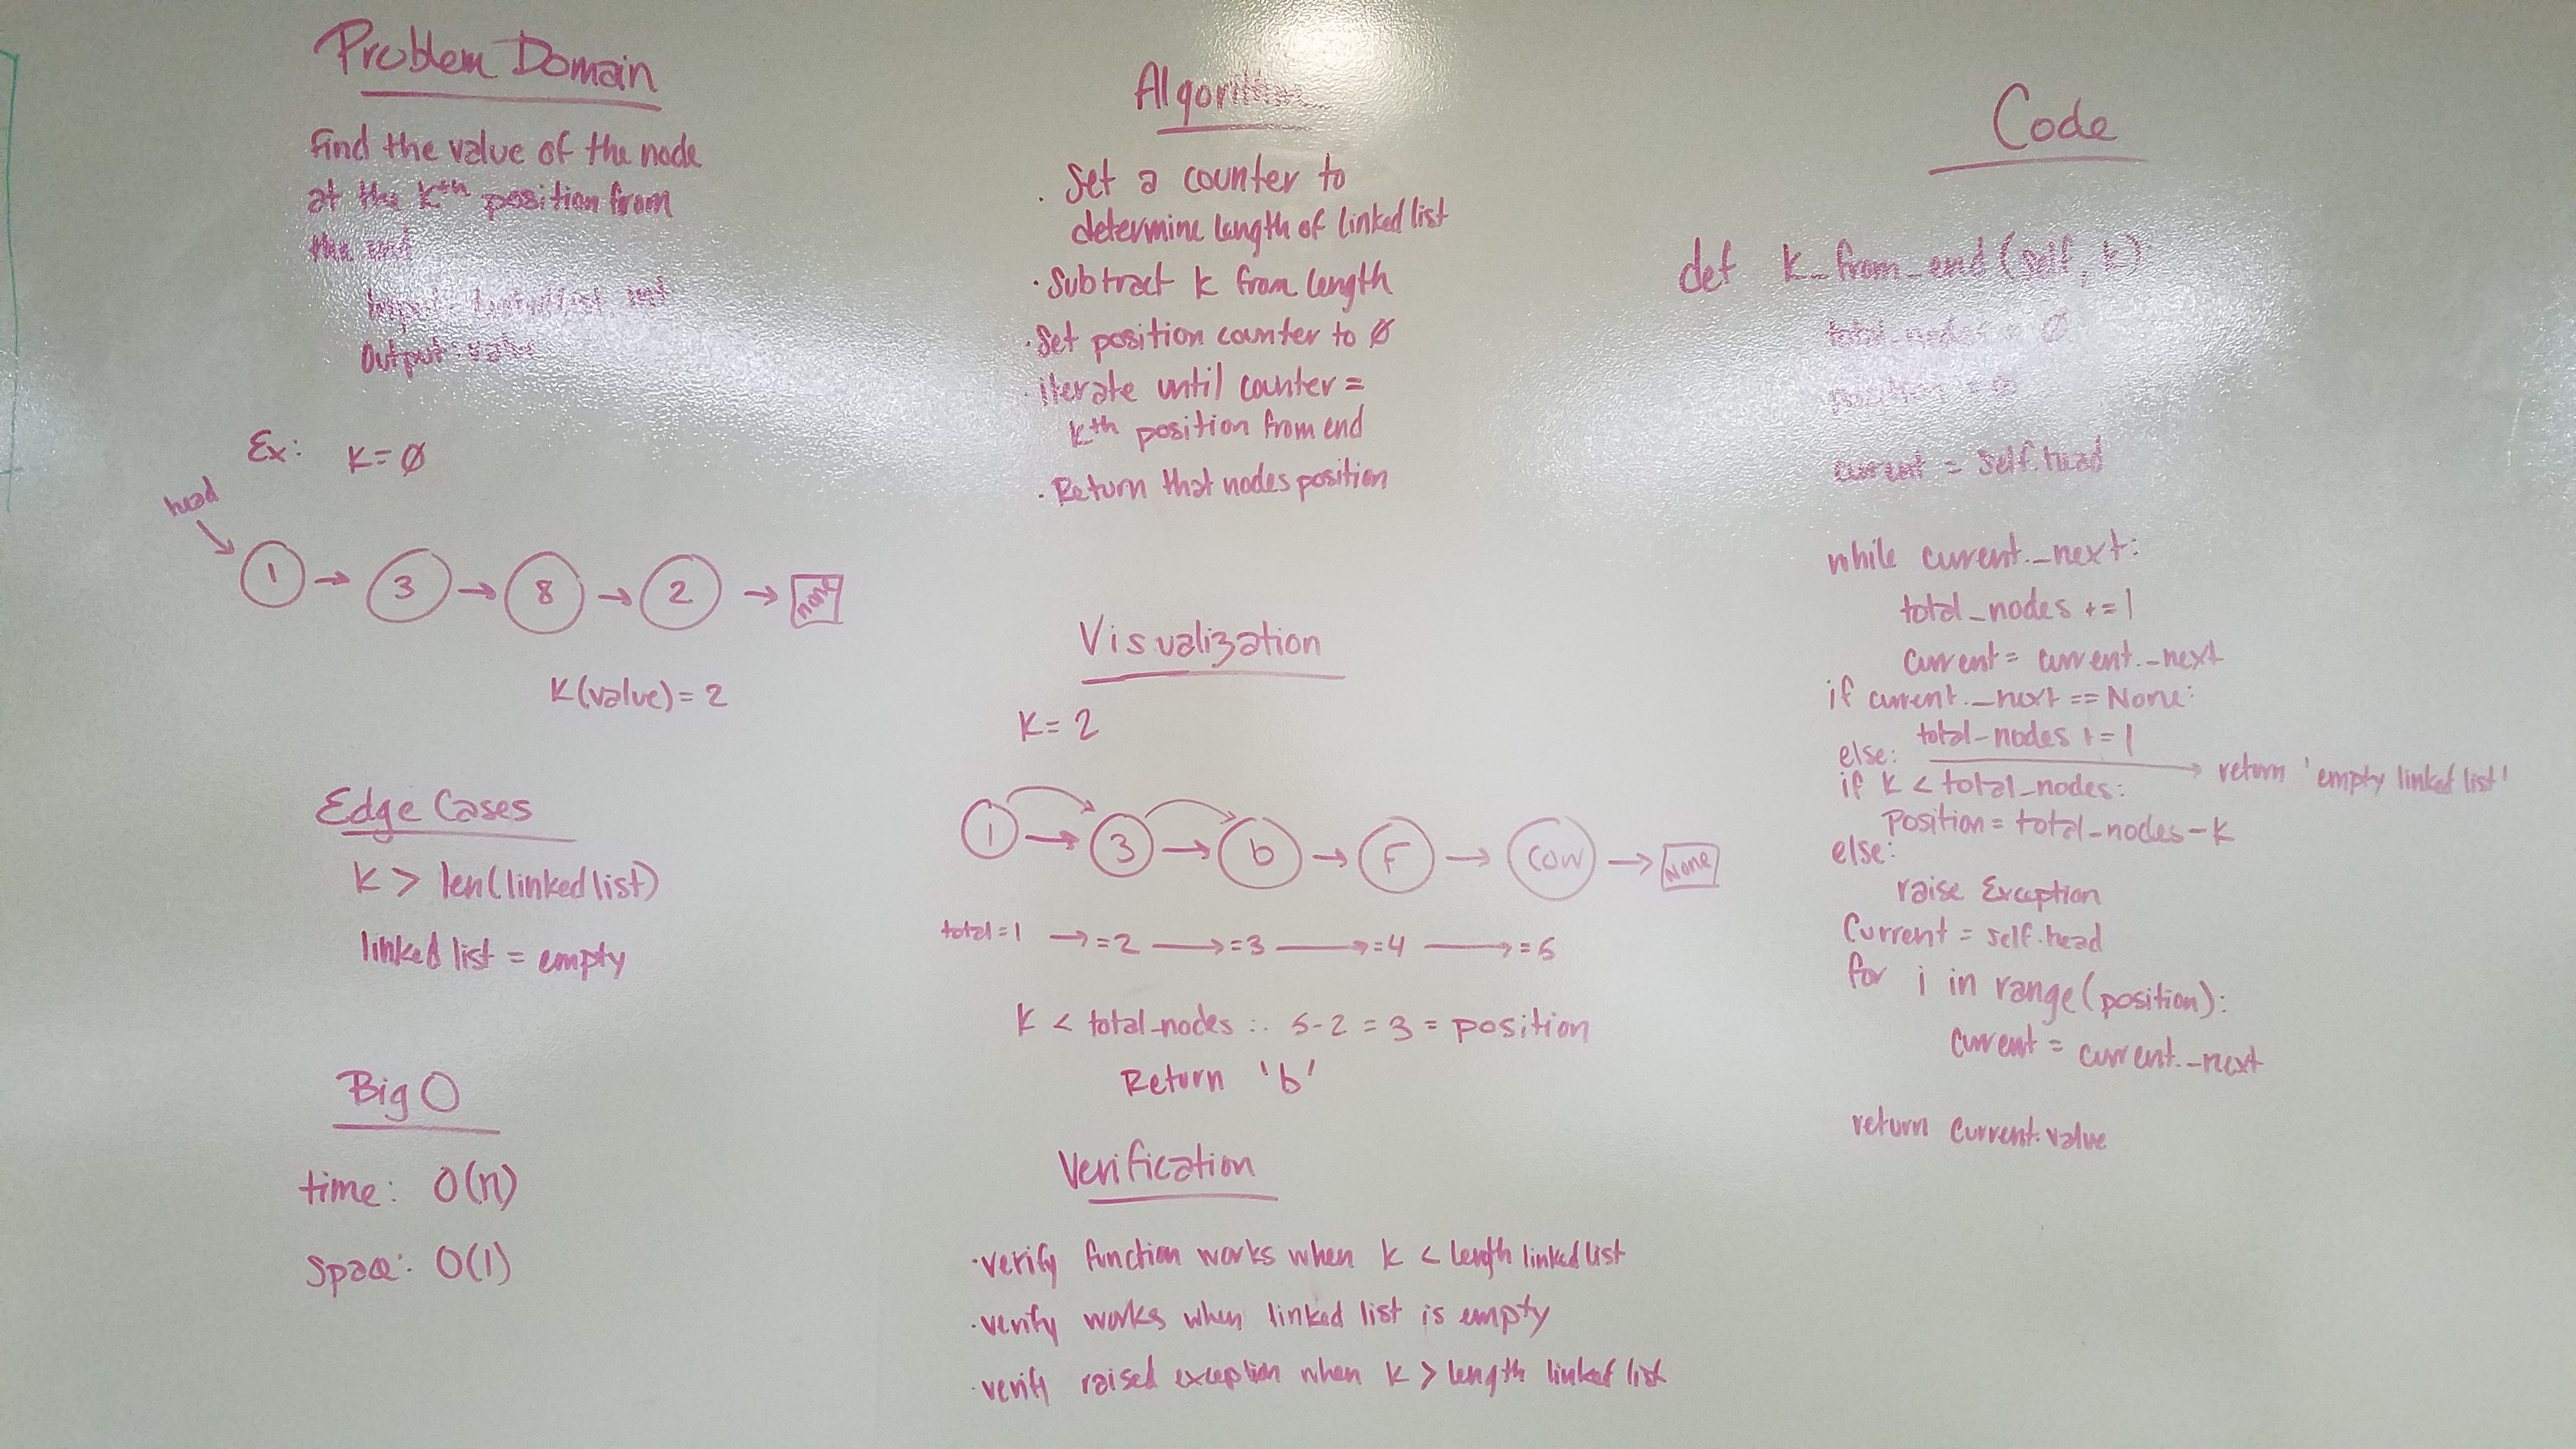 Problem Domain
Find the value of the node
at the kth position from
the end
Input: linked list, int
Output: value
Ex: K=Ø
head
1 → 3 → 8 → 2 → None
K(value) = 2
Edge Cases
K > len(linked list)
linked list = empty
Big O
time: O(n)
Space: O(1)
Algorithm
· Set a counter to
determine length of linked list
· Subtract k from length
· Set position counter to Ø
· iterate until counter =
kth position from end
· Return that nodes position
Visualization
K = 2
1 → 3 → b → F → Cow → None
total = 1 → = 2 → = 3 → = 4 → = 5
K < total_nodes ∴ 5-2 = 3 = position
Return 'b'
Verification
· verify function works when k < length linked list
· verify works when linked list is empty
· verify raised exception when k > length linked list
Code
def k_from_end(self, k)
total_nodes = Ø
position = Ø
current = self.head
while current._next:
total_nodes += 1
current = current._next
if current._next == None:
total_nodes += 1
else: → return 'empty linked list'
if k < total_nodes:
position = total_nodes - k
else:
raise Exception
Current = self.head
for i in range(position):
current = current._next
return current.value